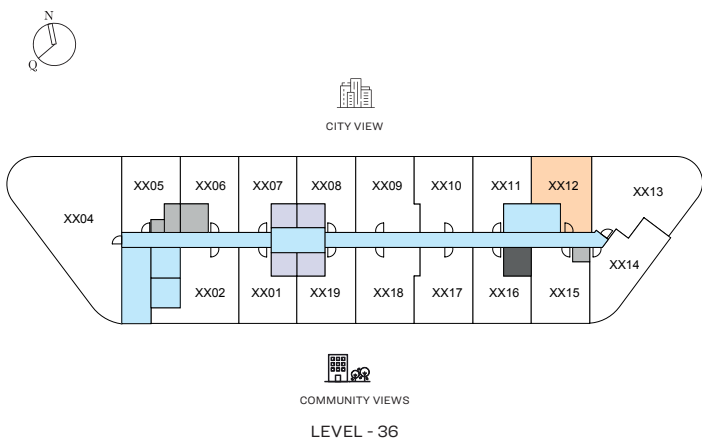 N
Q
CITY VIEW
XX05 XX06 XX07 XX08 XX09 XX10 XX11 XX12 XX13
XX04
XX14
XX02 XX01 XX19 XX18 XX17 XX16 XX15
COMMUNITY VIEWS
LEVEL - 36